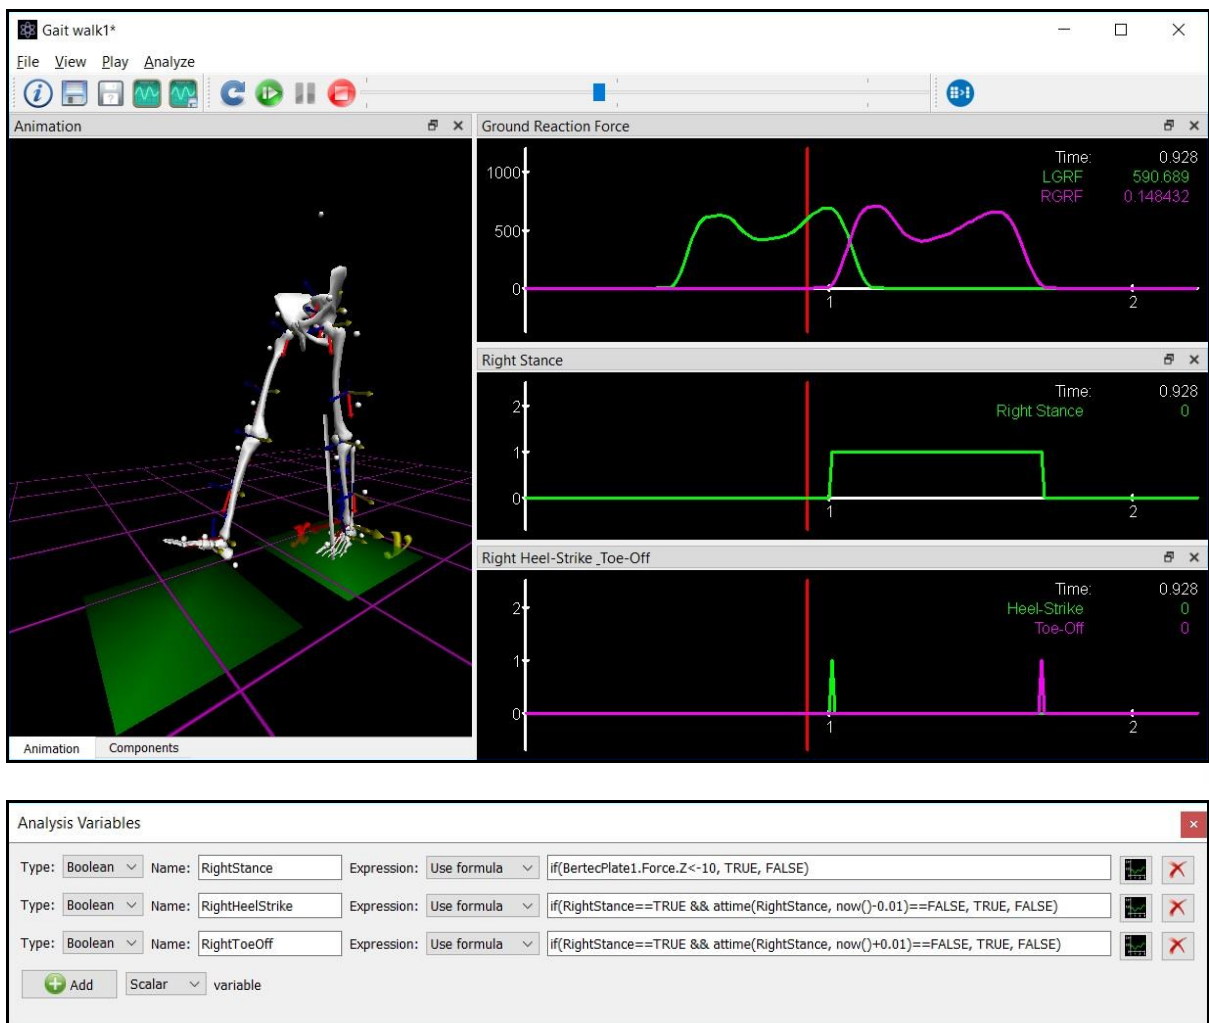 Gait walk1*
File View Play Analyze
Animation
Ground Reaction Force
Time: 0.928
LGRF 590.689
RGRF 0.148432
1000
500
0
1 2
Right Stance
Time: 0.928
Right Stance 0
2
1
0
1 2
x y
Right Heel-Strike _Toe-Off
Time: 0.928
Heel-Strike 0
Toe-Off 0
2
1
0
1 2
Animation Components
Analysis Variables
Type: Boolean Name: RightStance Expression: Use formula if(BertecPlate1.Force.Z<-10, TRUE, FALSE)
Type: Boolean Name: RightHeelStrike Expression: Use formula if(RightStance==TRUE && attime(RightStance, now()-0.01)==FALSE, TRUE, FALSE)
Type: Boolean Name: RightToeOff Expression: Use formula if(RightStance==TRUE && attime(RightStance, now()+0.01)==FALSE, TRUE, FALSE)
Add Scalar variable